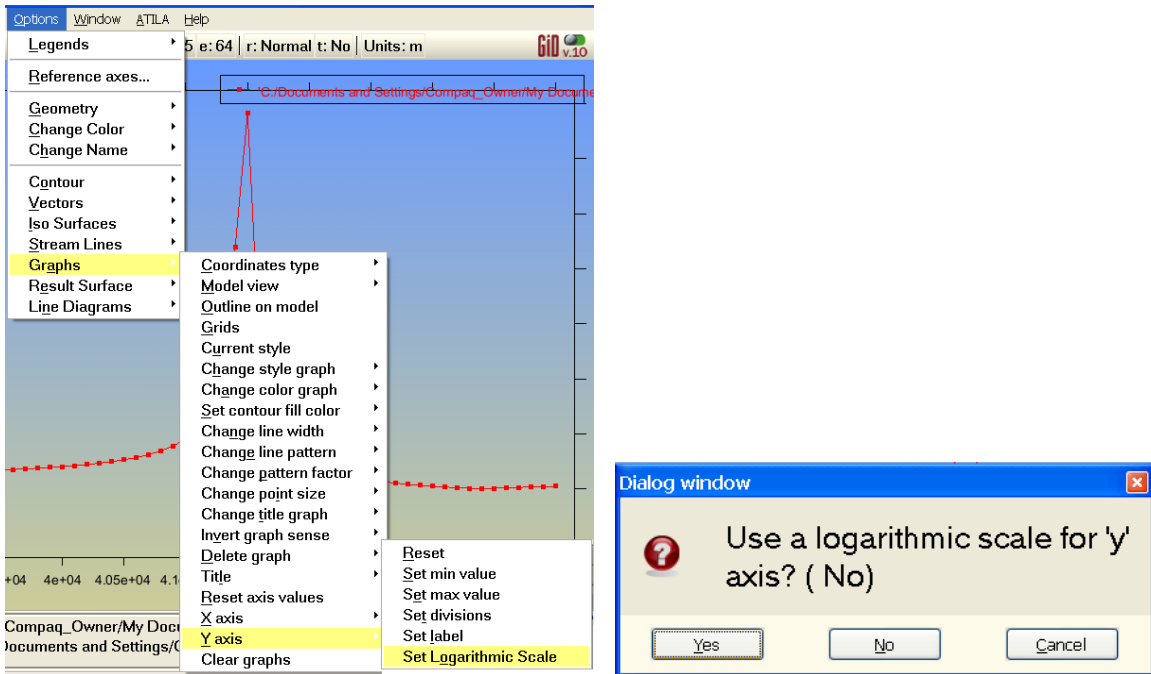 Options Window ATILA Help
5 e: 64 r: Normal t: No Units: m
GiD v.10
Legends
Reference axes...
Geometry
Change Color
Change Name
Contour
Vectors
Iso Surfaces
Stream Lines
Graphs
Result Surface
Line Diagrams
'C:/Documents and Settings/Compaq_Owner/My Docume
Coordinates type
Model view
Outline on model
Grids
Current style
Change style graph
Change color graph
Set contour fill color
Change line width
Change line pattern
Change pattern factor
Change point size
Change title graph
Invert graph sense
Delete graph
Title
Reset axis values
X axis
Y axis
Clear graphs
Reset
Set min value
Set max value
Set divisions
Set label
Set Logarithmic Scale
+04 4e+04 4.05e+04 4.1
Compaq_Owner/My Docu
Documents and Settings/C
Dialog window
Use a logarithmic scale for 'y'
axis? ( No)
Yes No Cancel